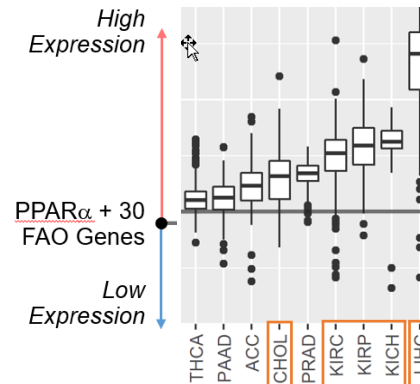 High
Expression
PPARα + 30
FAO Genes
Low
Expression
THCA
PAAD
ACC
CHOL
PRAD
KIRC
KIRP
KICH